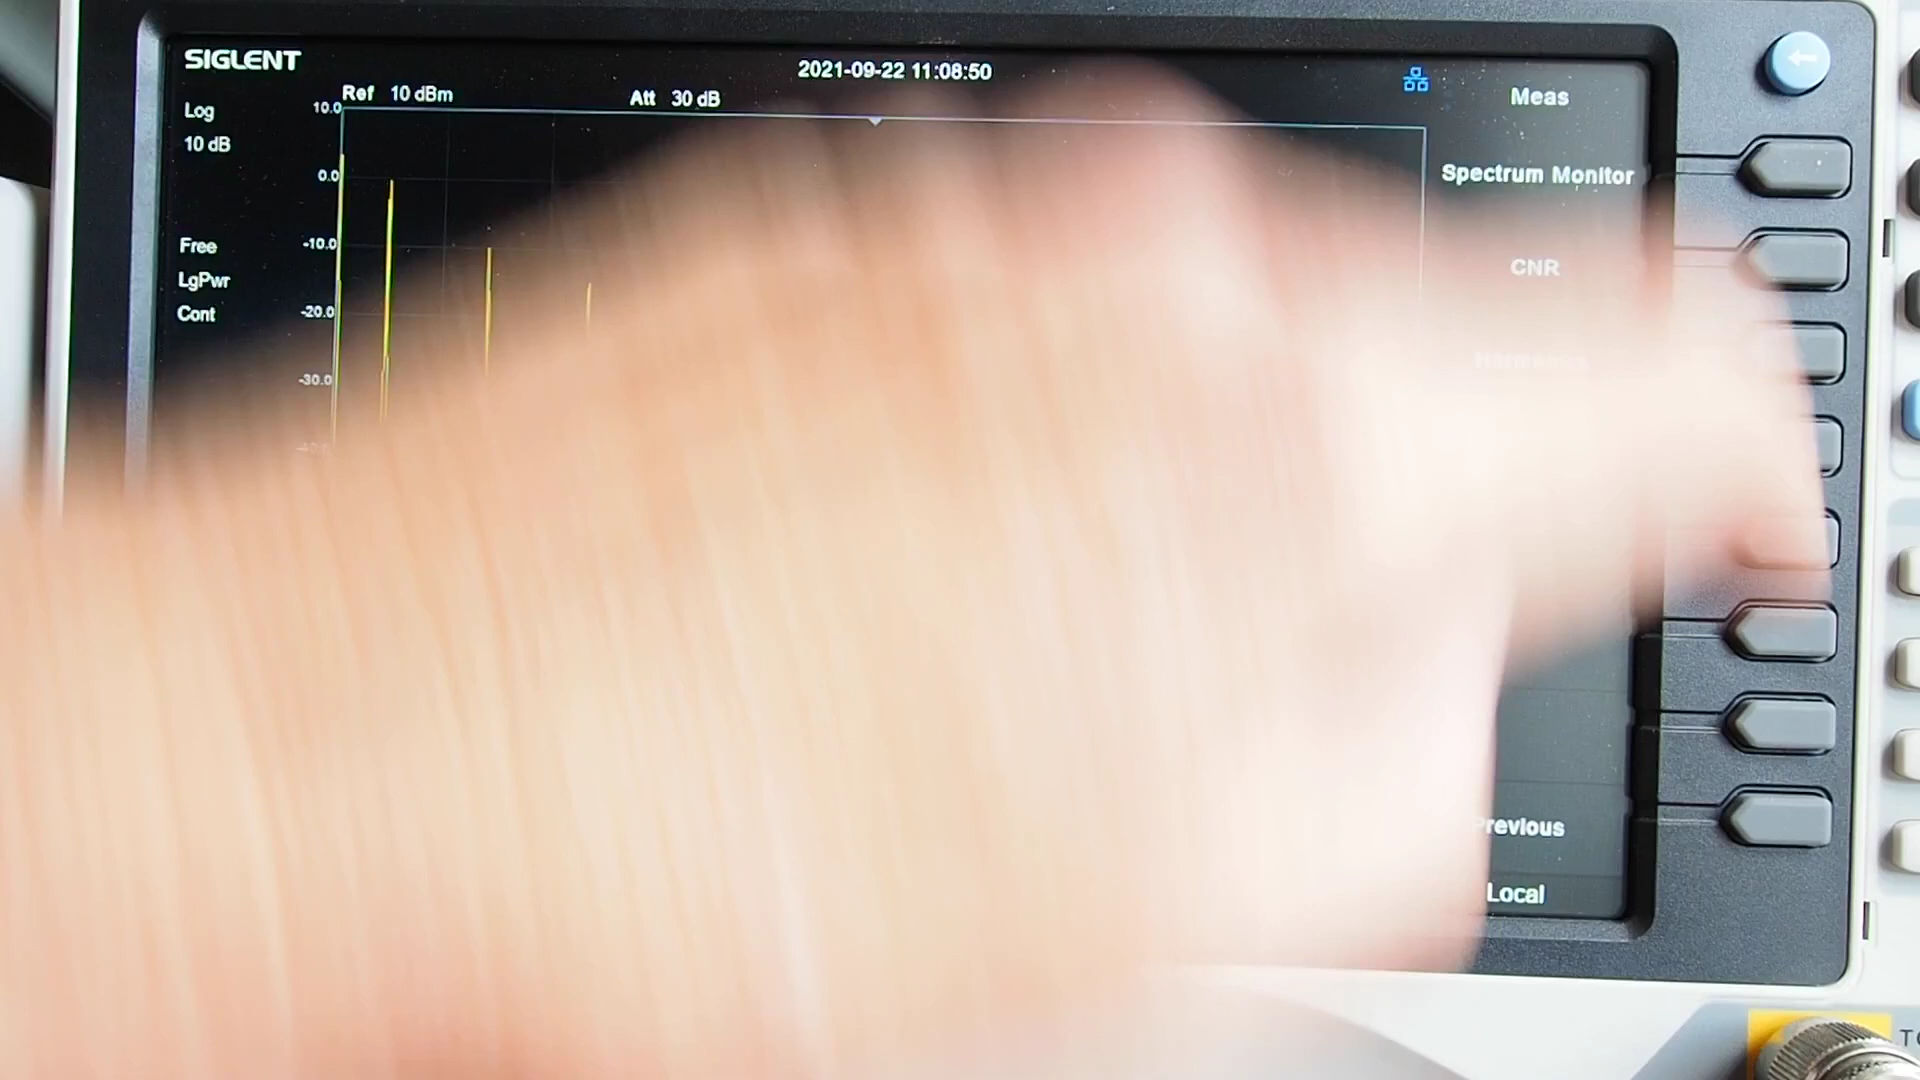 SIGLENT
2021-09-22 11:08:50
Log
10 dB
Ref 10 dBm
Att 30 dB
Meas
10.0
0.0
-10.0
-20.0
-30.0
Free
LgPwr
Cont
Spectrum Monitor
CNR
Previous
Local